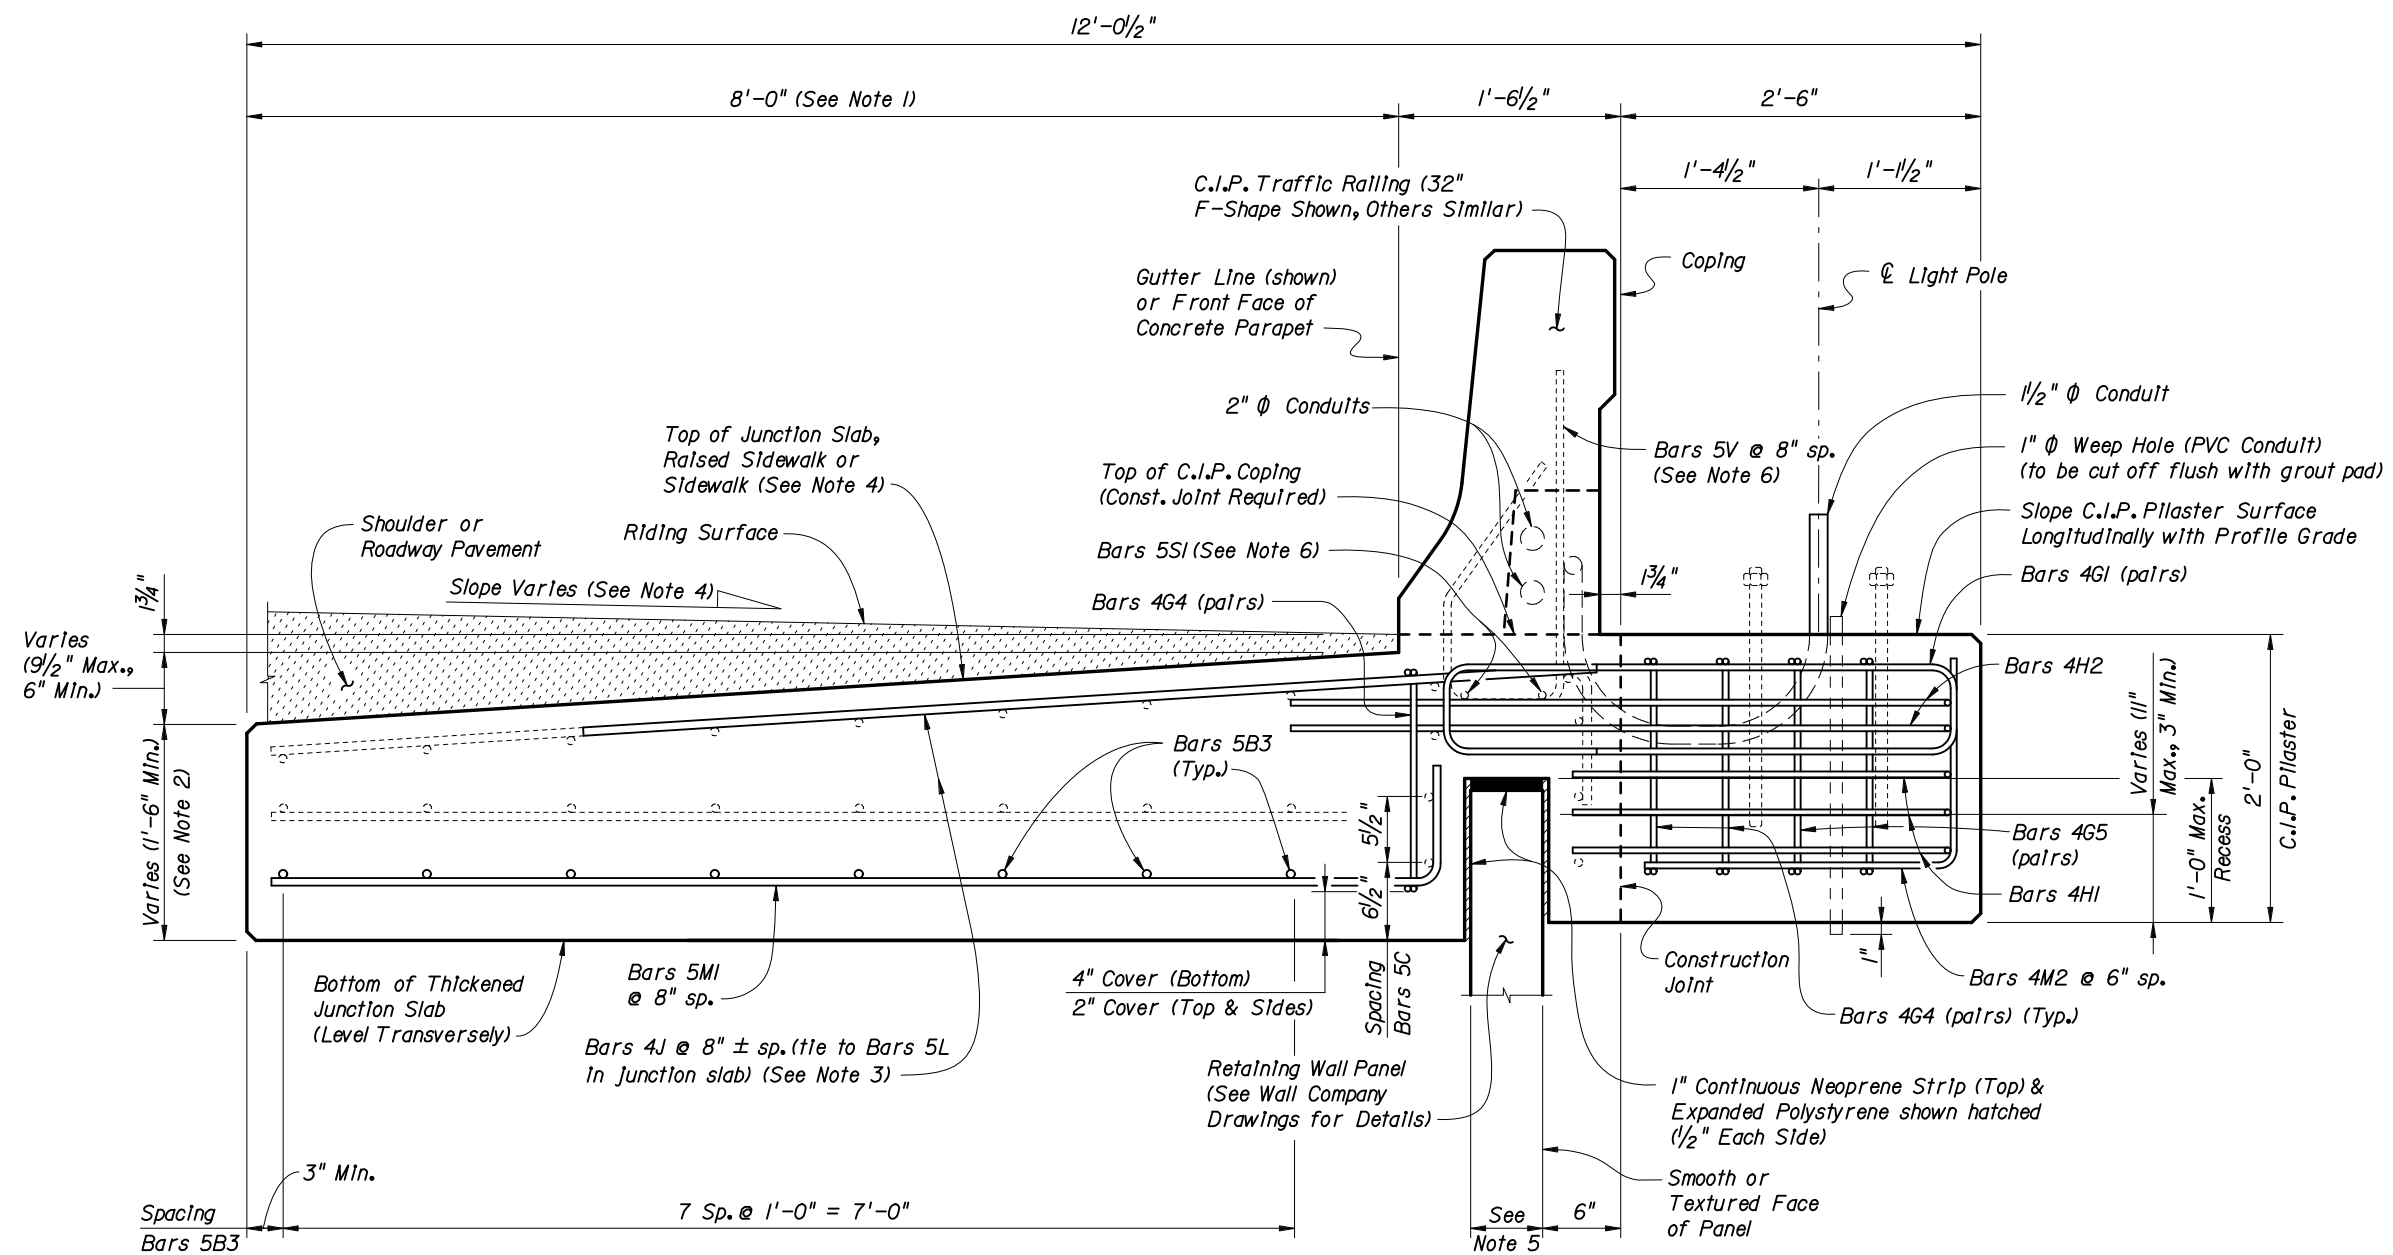 12'-0½"
8'-0" (See Note 1)
1'-6½"
2'-6"
1'-4½"
1'-1½"
C.I.P. Traffic Railing (32"
F-Shape Shown, Others Similar)
Coping
℄ Light Pole
Gutter Line (shown)
or Front Face of
Concrete Parapet
2" Ø Conduits
1½" Ø Conduit
Bars 5V @ 8" sp.
(See Note 6)
1" Ø Weep Hole (PVC Conduit)
(to be cut off flush with grout pad)
Top of Junction Slab,
Raised Sidewalk or
Sidewalk (See Note 4)
Top of C.I.P. Coping
(Const. Joint Required)
Slope C.I.P. Pilaster Surface
Longitudinally with Profile Grade
Shoulder or
Roadway Pavement
Riding Surface
Bars 5S1 (See Note 6)
Bars 4G1 (pairs)
Slope Varies (See Note 4)
Bars 4G4 (pairs)
1¾"
1¾"
Varies
(9½" Max.,
6" Min.)
Bars 4H2
Varies (11"
Max., 3" Min.)
2'-0"
C.I.P. Pilaster
1'-0" Max.
Recess
Varies (1'-6" Min.)
(See Note 2)
Bars 5B3
(Typ.)
5½"
6½"
Spacing
Bars 5C
Bars 4G5
(pairs)
Bars 4H1
1"
Bars 4M2 @ 6" sp.
Bars 4G4 (pairs) (Typ.)
Construction
Joint
Bottom of Thickened
Junction Slab
(Level Transversely)
Bars 5M1
@ 8" sp.
4" Cover (Bottom)
2" Cover (Top & Sides)
Bars 4J @ 8" ± sp. (tie to Bars 5L
in junction slab) (See Note 3)
Retaining Wall Panel
(See Wall Company
Drawings for Details)
1" Continuous Neoprene Strip (Top) &
Expanded Polystyrene shown hatched
(½" Each Side)
Smooth or
Textured Face
of Panel
3" Min.
Spacing
Bars 5B3
7 Sp. @ 1'-0" = 7'-0"
See
Note 5
6"